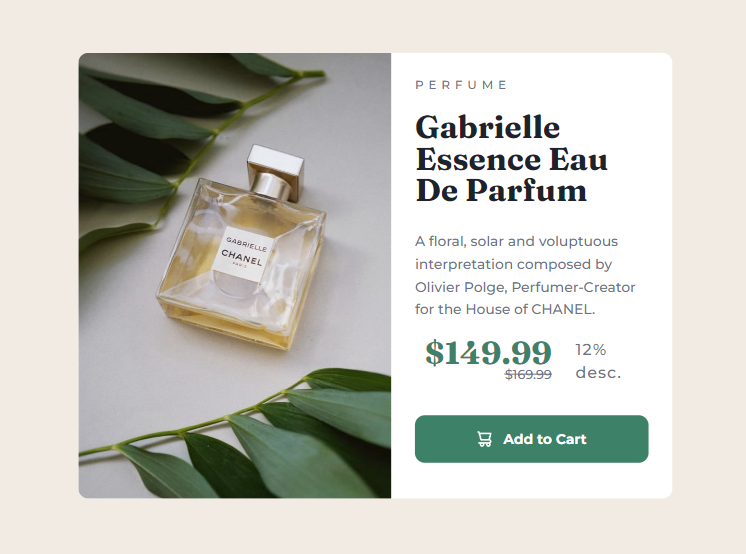 PERFUME
Gabrielle
Essence Eau
De Parfum
A floral, solar and voluptuous
interpretation composed by
Olivier Polge, Perfumer-Creator
for the House of CHANEL.
$149.99
$169.99
12%
desc.
Add to Cart
GABRIELLE
CHANEL
PARIS